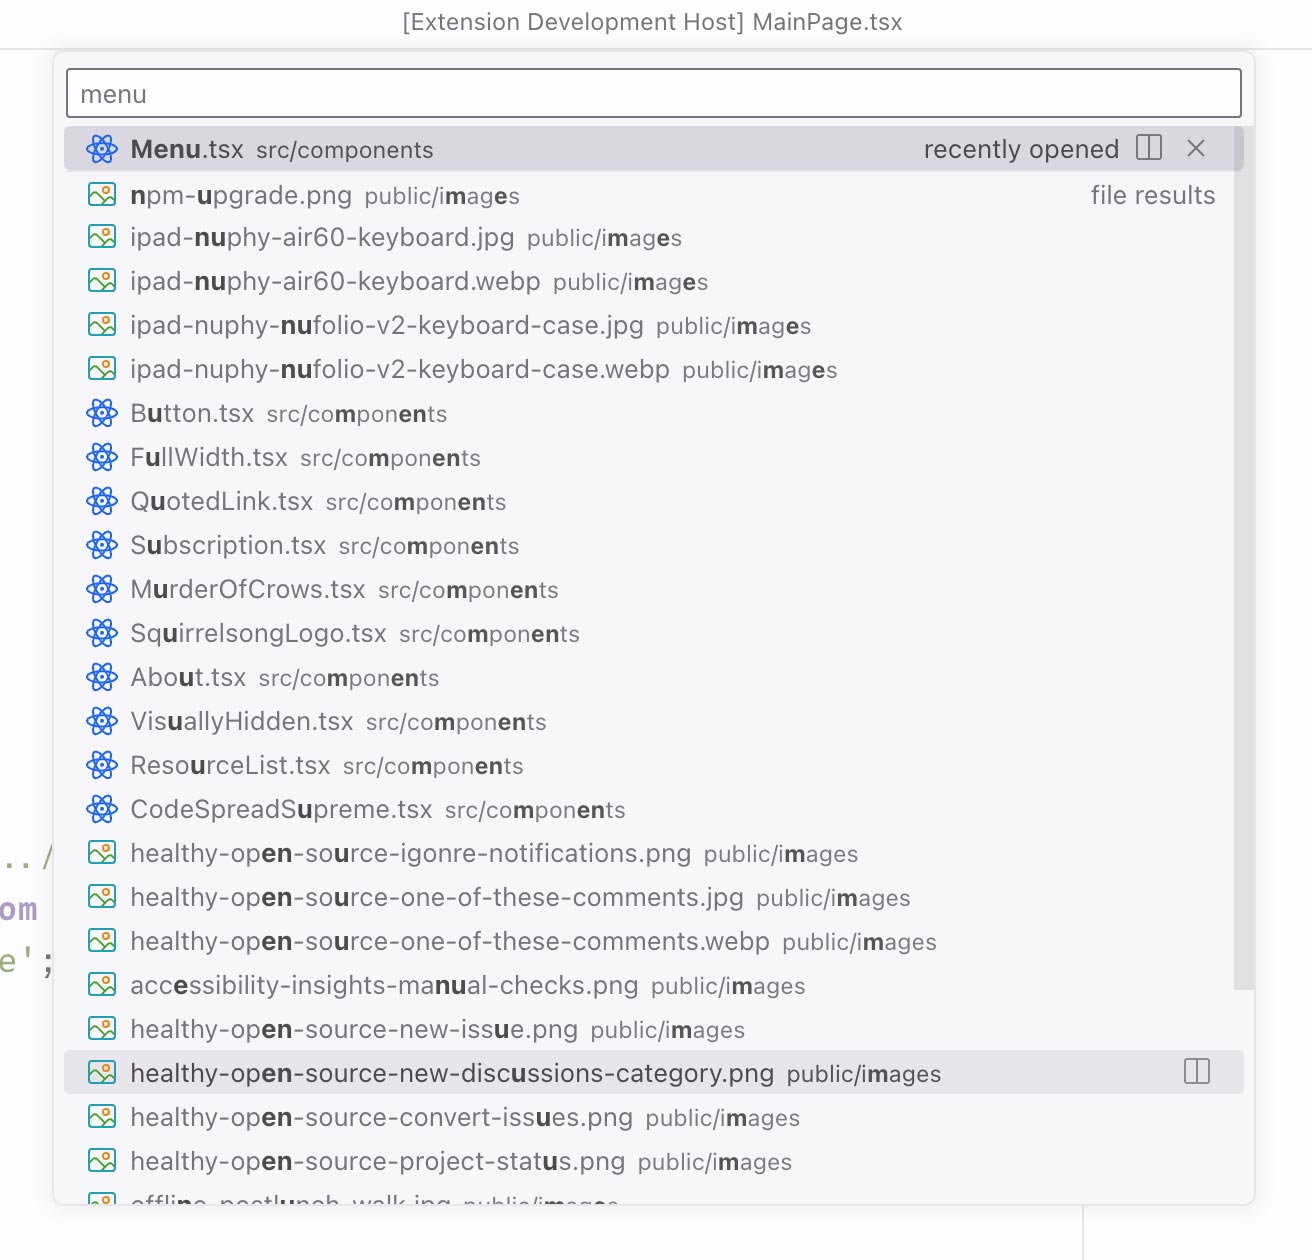 [Extension Development Host] MainPage.tsx
menu
Menu.tsx src/components recently opened
npm-upgrade.png public/images file results
ipad-nuphy-air60-keyboard.jpg public/images
ipad-nuphy-air60-keyboard.webp public/images
ipad-nuphy-nufolio-v2-keyboard-case.jpg public/images
ipad-nuphy-nufolio-v2-keyboard-case.webp public/images
Button.tsx src/components
FullWidth.tsx src/components
QuotedLink.tsx src/components
Subscription.tsx src/components
MurderOfCrows.tsx src/components
SquirrelsongLogo.tsx src/components
About.tsx src/components
VisuallyHidden.tsx src/components
ResourceList.tsx src/components
CodeSpreadSupreme.tsx src/components
healthy-open-source-igonre-notifications.png public/images
../
healthy-open-source-one-of-these-comments.jpg public/images
om
healthy-open-source-one-of-these-comments.webp public/images
e';
accessibility-insights-manual-checks.png public/images
healthy-open-source-new-issue.png public/images
healthy-open-source-new-discussions-category.png public/images
healthy-open-source-convert-issues.png public/images
healthy-open-source-project-status.png public/images
offline-postlunch-walk.jpg public/images